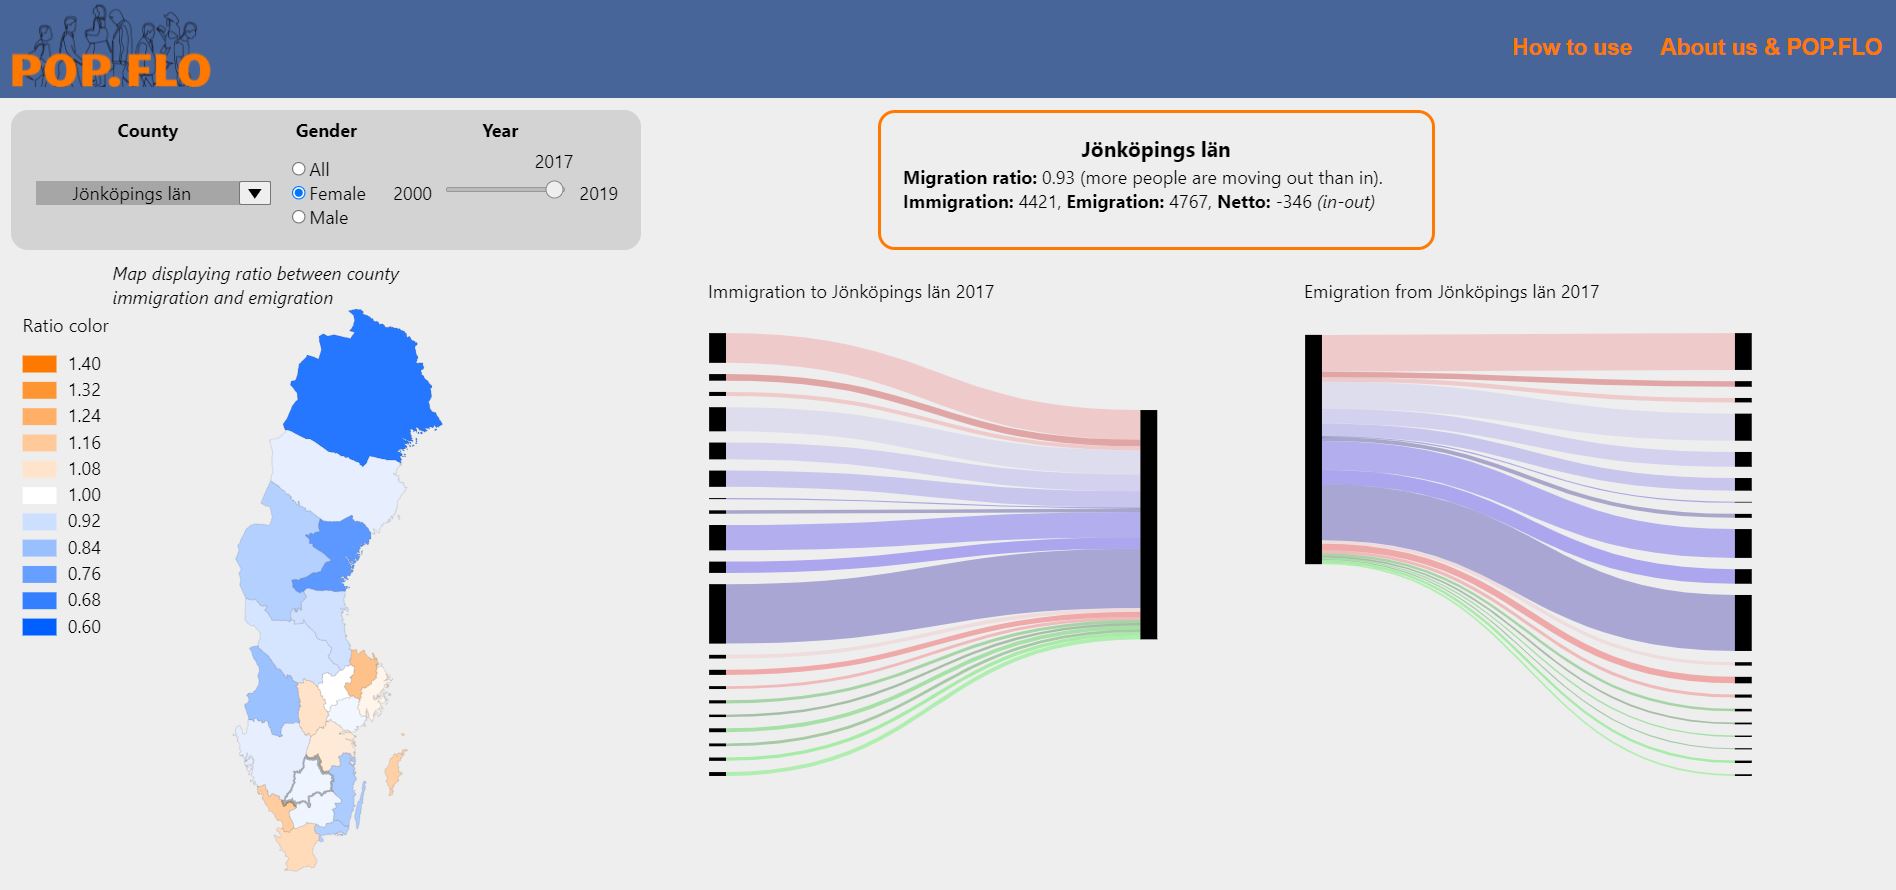 POP.FLO
How to use
About us & POP.FLO
County
Gender
Year
Jönköpings län
All
Female
Male
2017
2000
2019
Jönköpings län
Migration ratio: 0.93 (more people are moving out than in).
Immigration: 4421, Emigration: 4767, Netto: -346 (in-out)
Map displaying ratio between county
immigration and emigration
Ratio color
1.40
1.32
1.24
1.16
1.08
1.00
0.92
0.84
0.76
0.68
0.60
Immigration to Jönköpings län 2017
Emigration from Jönköpings län 2017